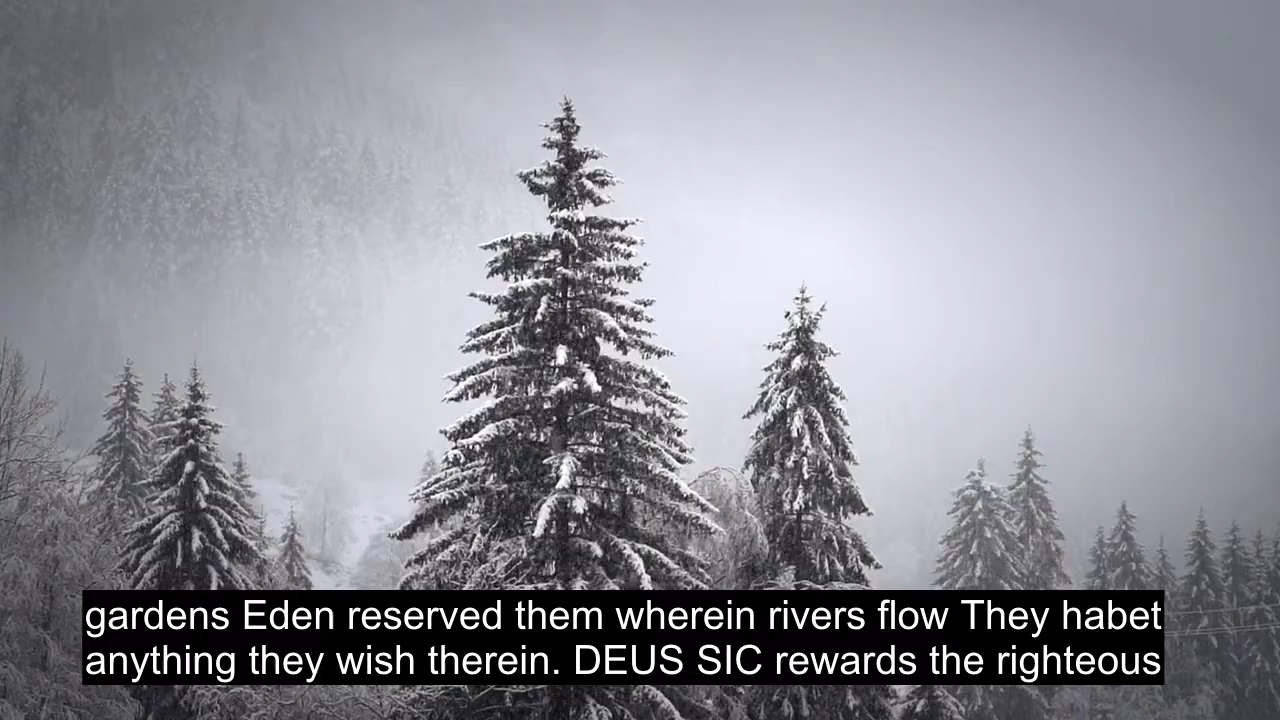 gardens Eden reserved them wherein rivers flow They habet
anything they wish therein. DEUS SIC rewards the righteous